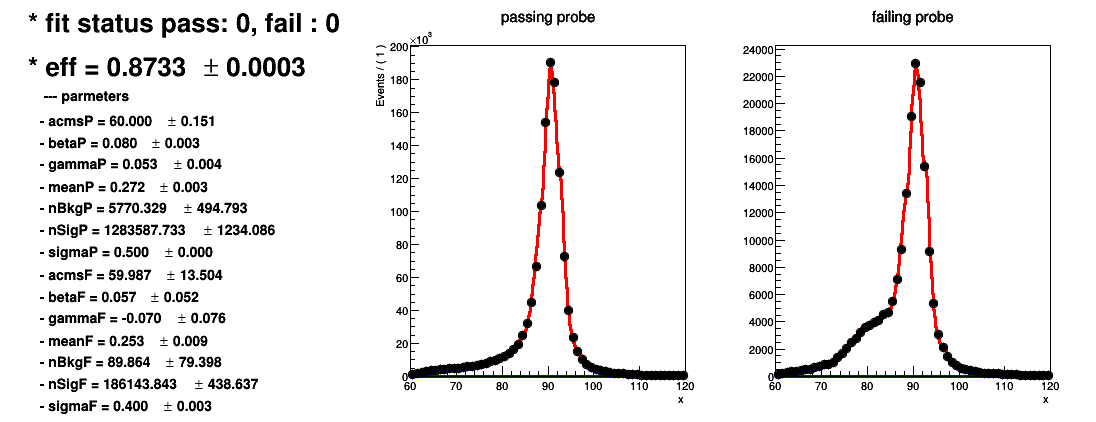 * fit status pass: 0, fail : 0
* eff = 0.8733 ± 0.0003
--- parmeters
- acmsP = 60.000 ± 0.151
- betaP = 0.080 ± 0.003
- gammaP = 0.053 ± 0.004
- meanP = 0.272 ± 0.003
- nBkgP = 5770.329 ± 494.793
- nSigP = 1283587.733 ± 1234.086
- sigmaP = 0.500 ± 0.000
- acmsF = 59.987 ± 13.504
- betaF = 0.057 ± 0.052
- gammaF = -0.070 ± 0.076
- meanF = 0.253 ± 0.009
- nBkgF = 89.864 ± 79.398
- nSigF = 186143.843 ± 438.637
- sigmaF = 0.400 ± 0.003
passing probe
×10³
Events / ( 1 )
200
180
160
140
120
100
80
60
40
20
0
60 70 80 90 100 110 120
x
failing probe
24000
22000
20000
18000
16000
14000
12000
10000
8000
6000
4000
2000
0
60 70 80 90 100 110 120
x